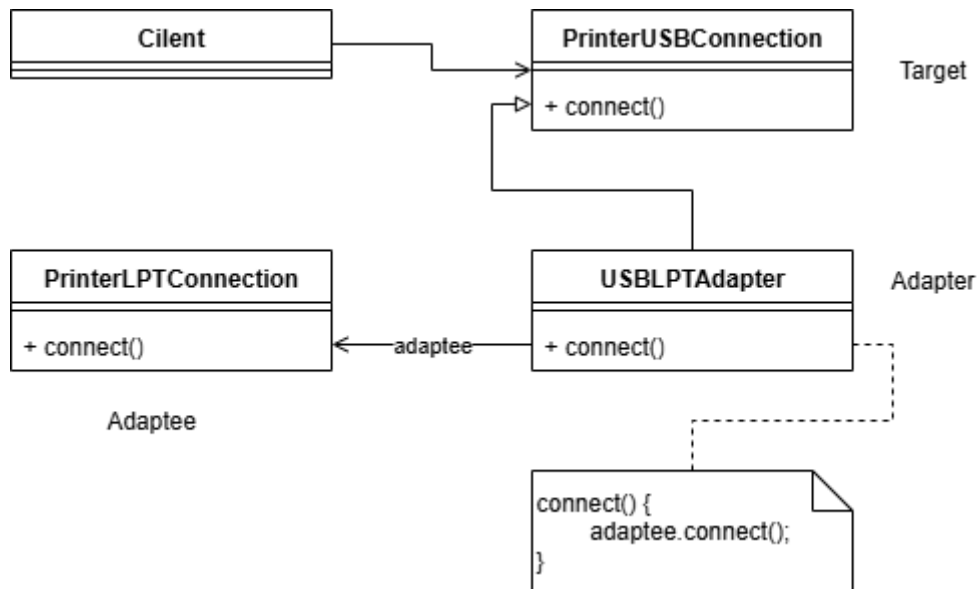 Cilent
PrinterUSBConnection
Target
+ connect()
PrinterLPTConnection
USBLPTAdapter
Adapter
+ connect()
adaptee
+ connect()
Adaptee
connect() {
adaptee.connect();
}